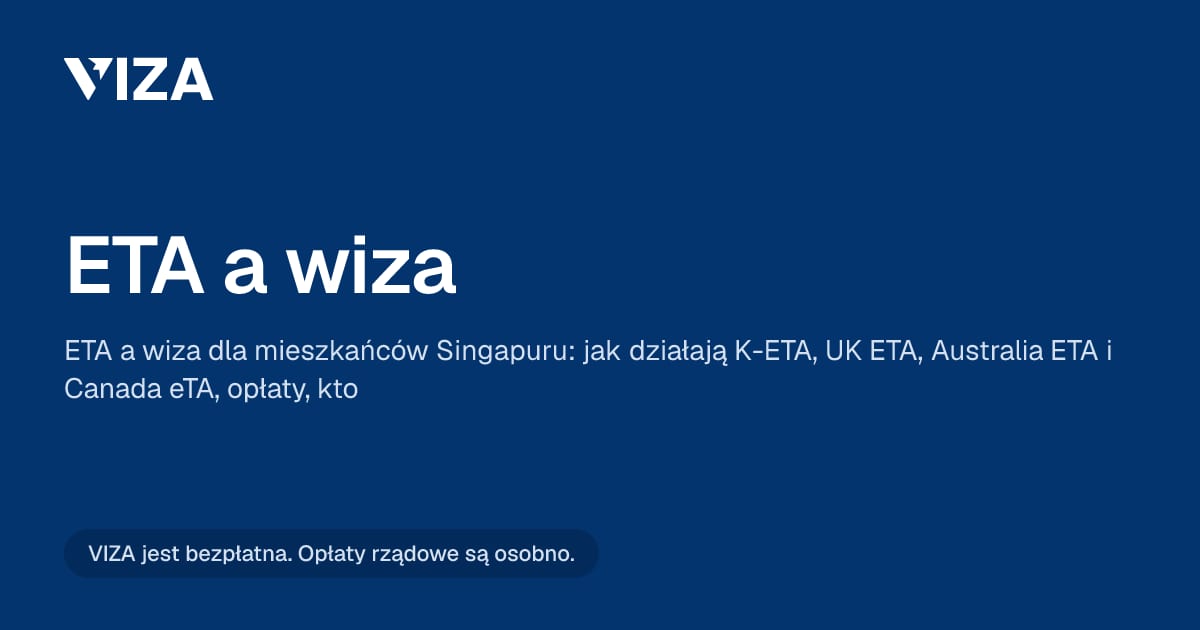 VIZA
ETA a wiza
ETA a wiza dla mieszkańców Singapuru: jak działają K-ETA, UK ETA, Australia ETA i
Canada eTA, opłaty, kto
VIZA jest bezpłatna. Opłaty rządowe są osobno.